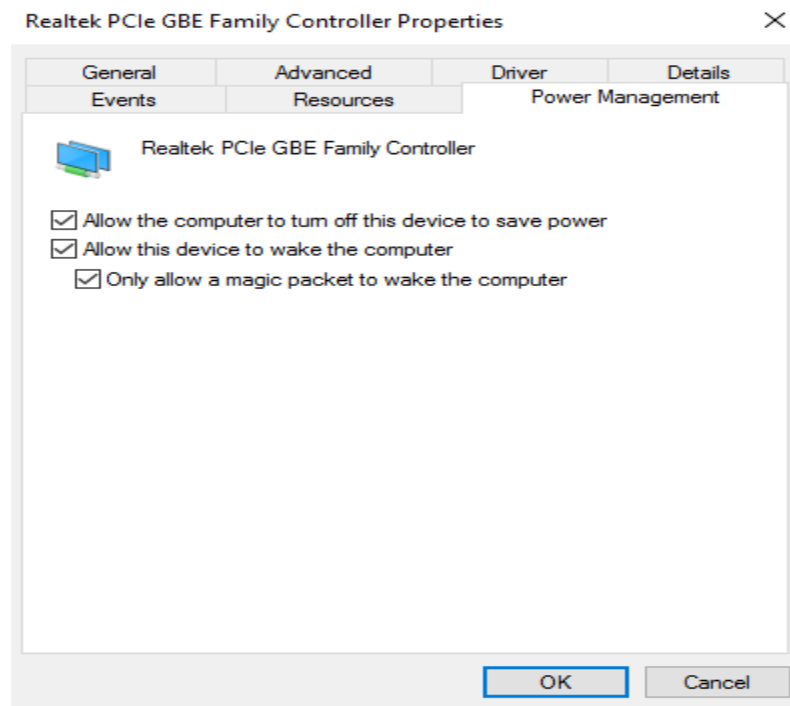 Realtek PCIe GBE Family Controller Properties
General Advanced Driver Details
Events Resources Power Management
Realtek PCIe GBE Family Controller
Allow the computer to turn off this device to save power
Allow this device to wake the computer
Only allow a magic packet to wake the computer
OK Cancel